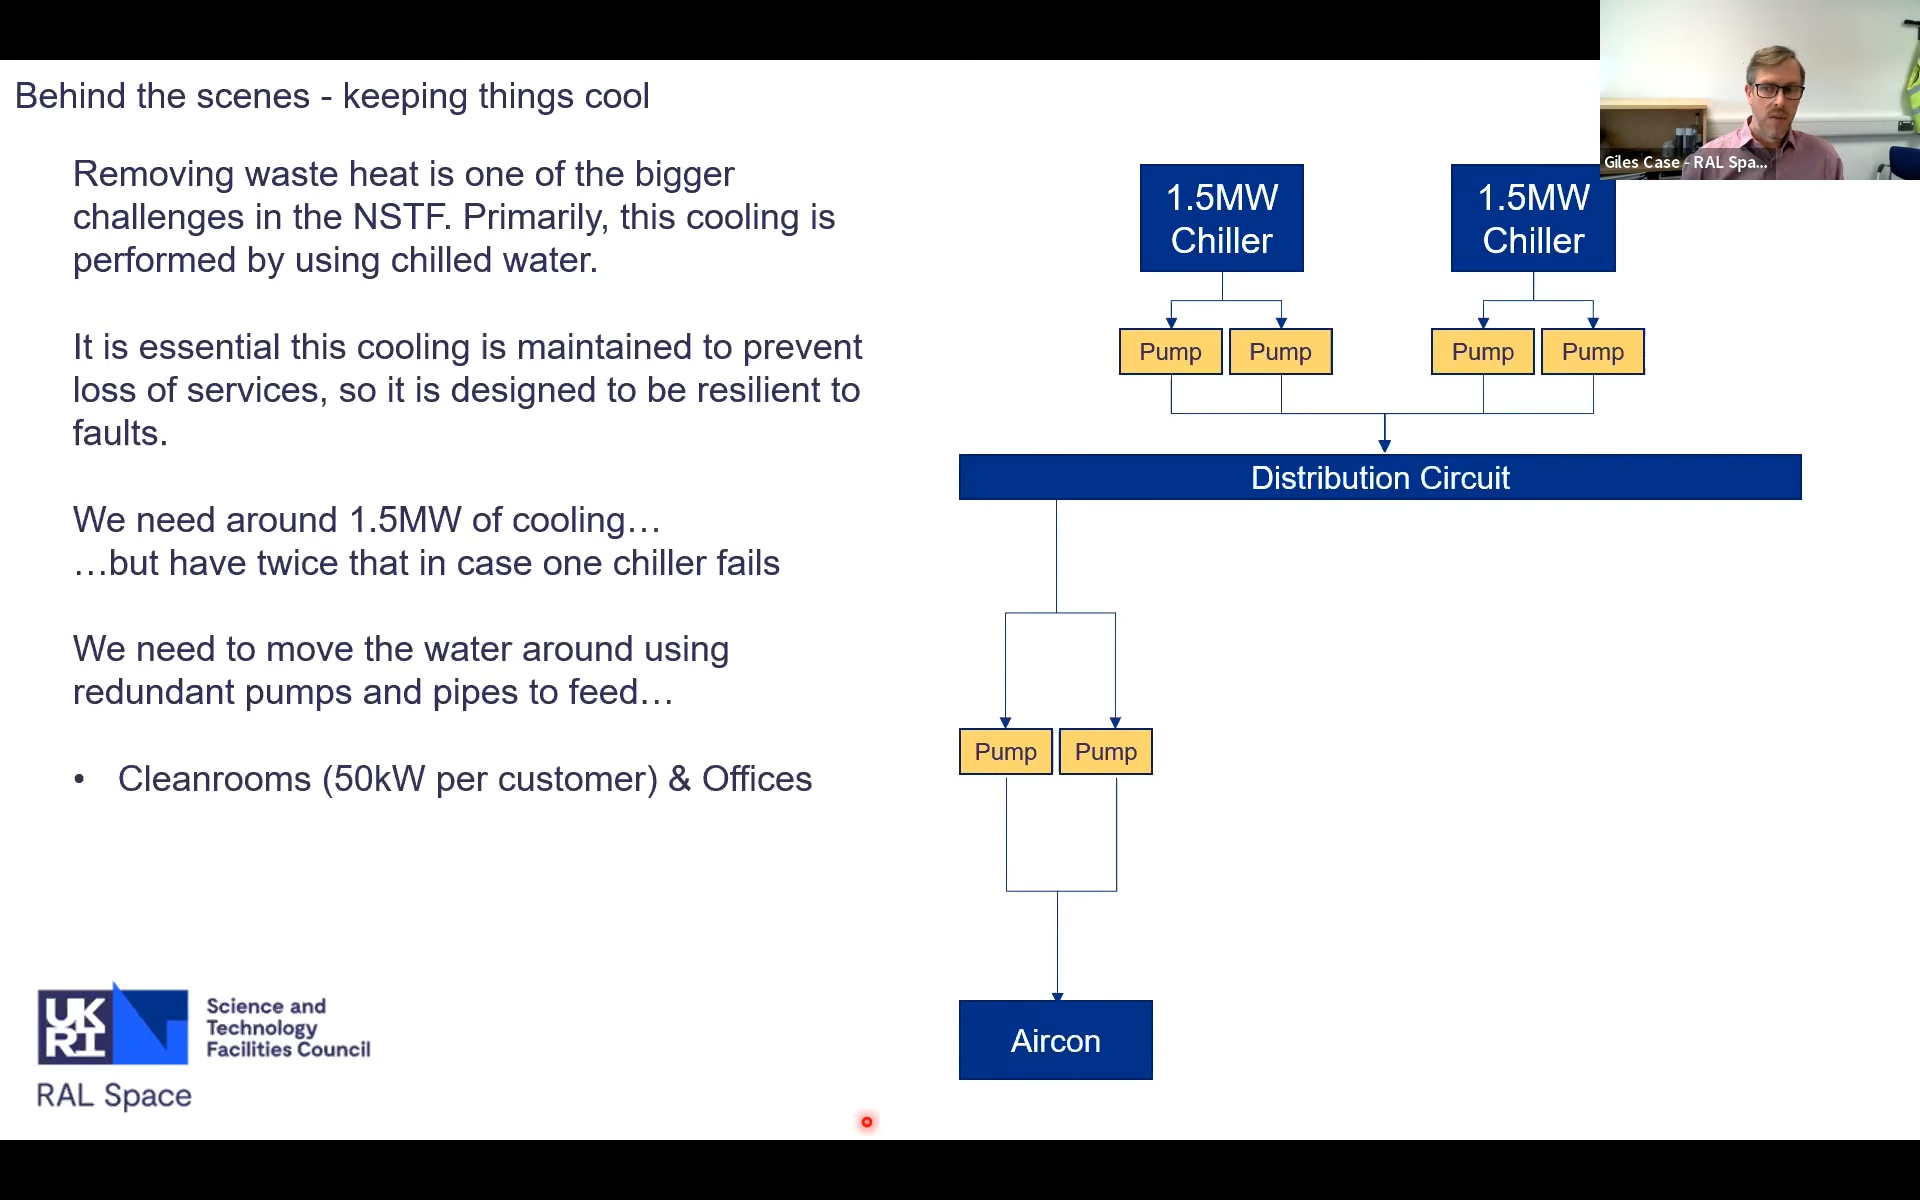 Behind the scenes - keeping things cool
Giles Case - RAL Spa...
Removing waste heat is one of the bigger
challenges in the NSTF. Primarily, this cooling is
performed by using chilled water.
It is essential this cooling is maintained to prevent
loss of services, so it is designed to be resilient to
faults.
We need around 1.5MW of cooling…
…but have twice that in case one chiller fails
We need to move the water around using
redundant pumps and pipes to feed…
• Cleanrooms (50kW per customer) & Offices
1.5MW
Chiller
1.5MW
Chiller
Pump
Pump
Pump
Pump
Distribution Circuit
Pump
Pump
Aircon
UK
RI
Science and
Technology
Facilities Council
RAL Space